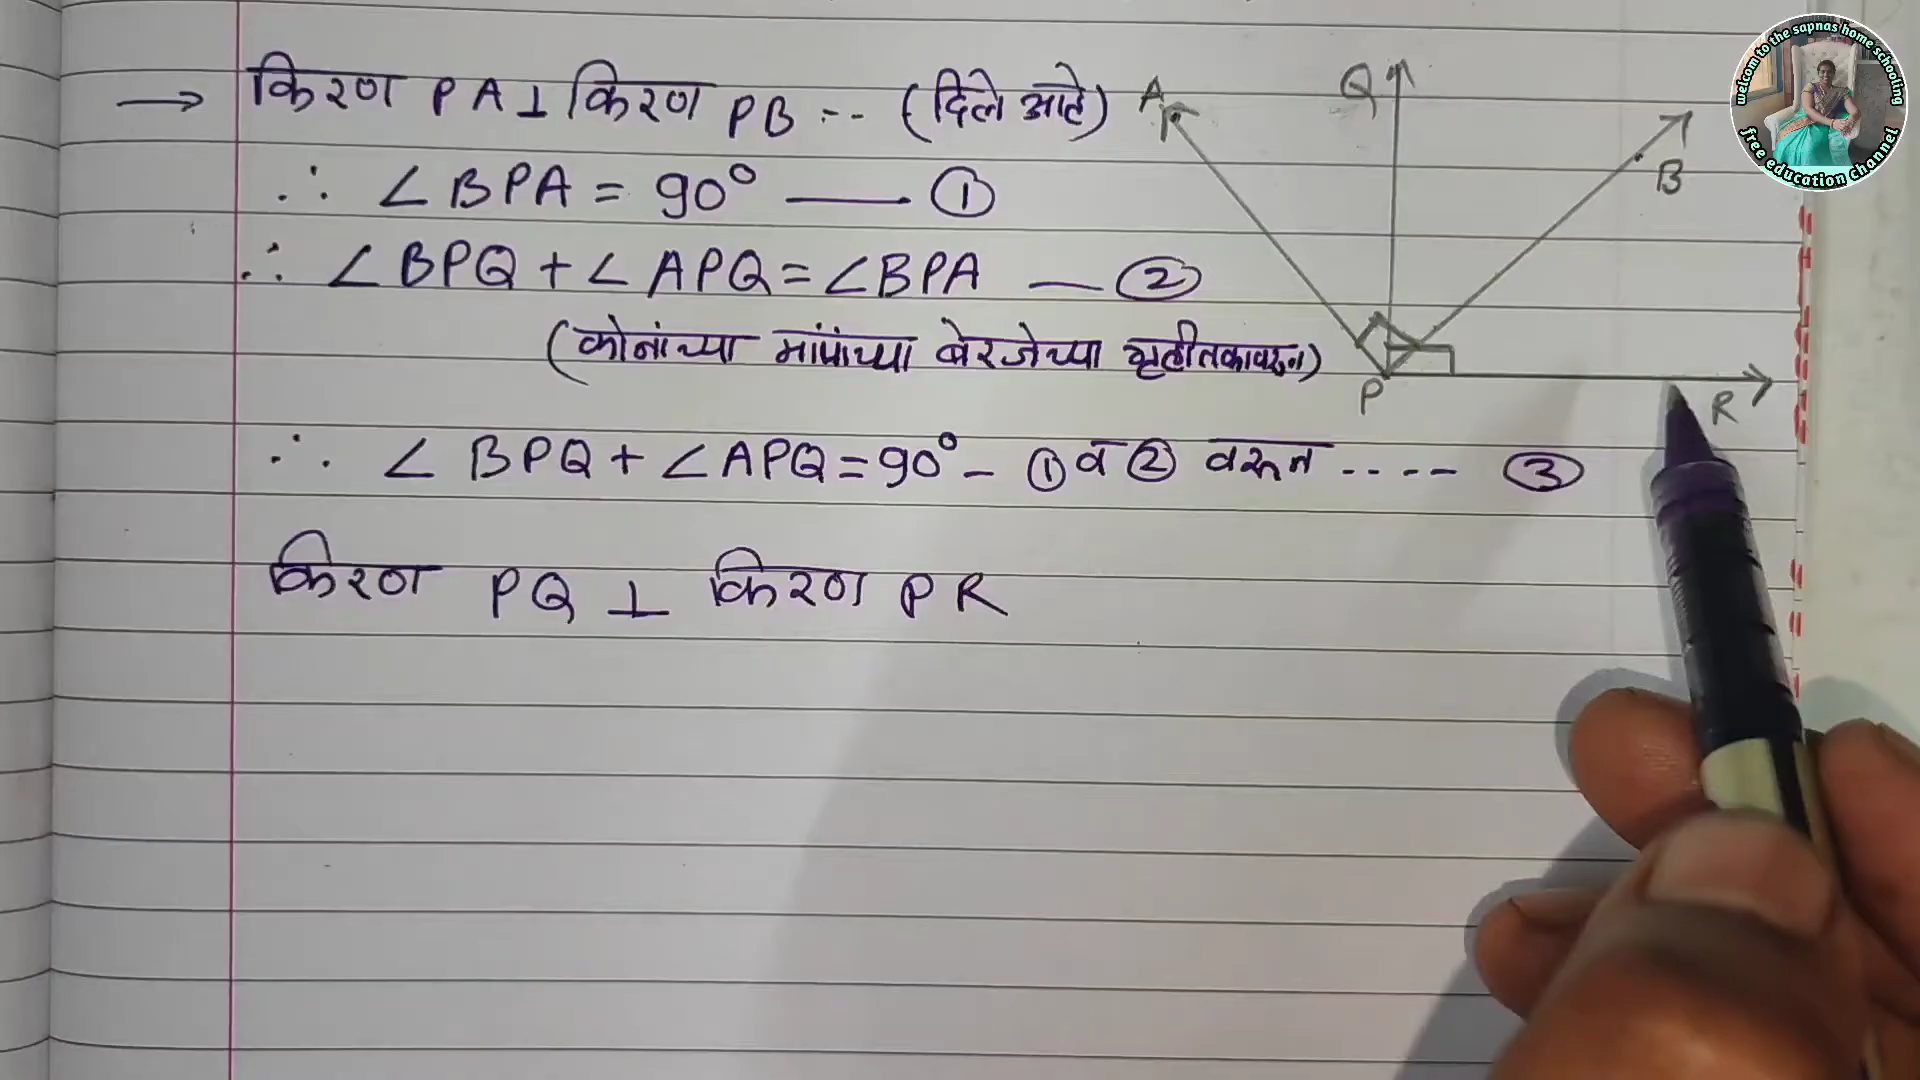 → किरण PA ⊥ किरण PB --- (दिले आहे)
∴ ∠BPA = 90° —— ①
∴ ∠BPQ + ∠APQ = ∠BPA — ②
(कोनांच्या मापांच्या बेरजेच्या गृहीतकावरून)
∴ ∠BPQ + ∠APQ = 90° – ① व ② वरून ---- ③
किरण PQ ⊥ किरण PR
A
Q
B
P
R
welcom to the sapnas home schooling
free education channel